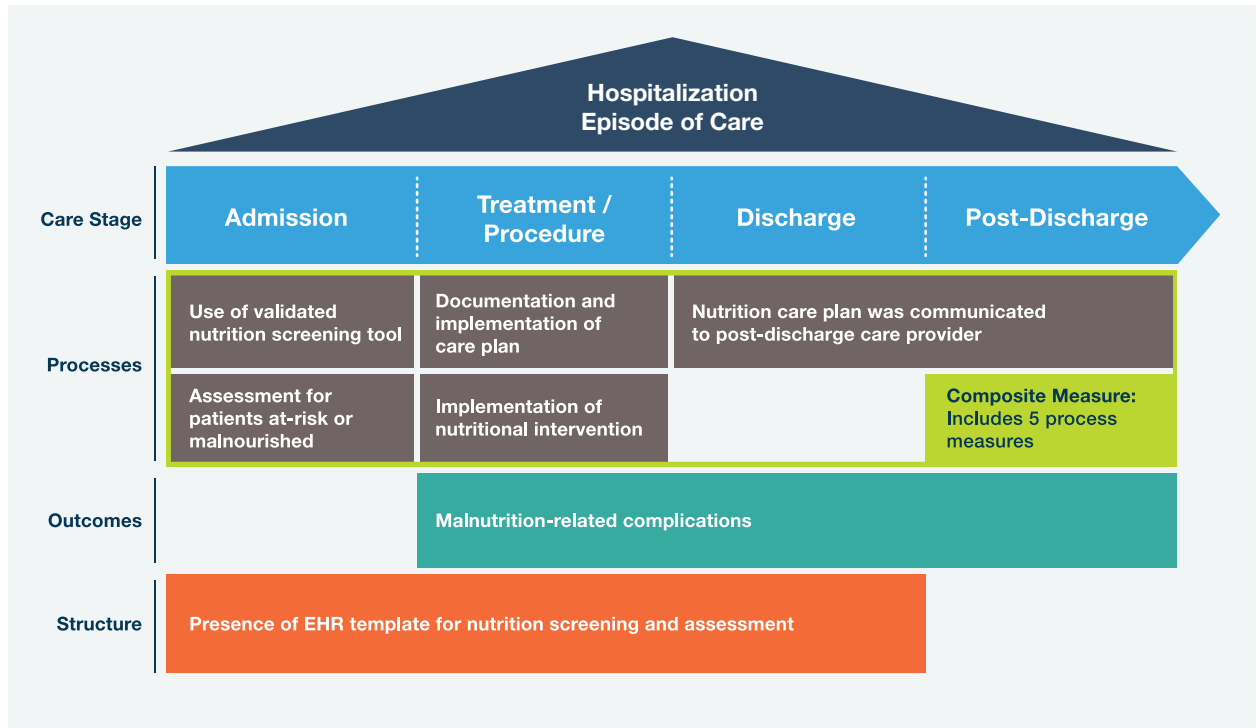 Hospitalization
Episode of Care
Care Stage
Admission
Treatment /
Procedure
Discharge
Post-Discharge
Processes
Use of validated
nutrition screening tool
Documentation and
implementation of
care plan
Nutrition care plan was communicated
to post-discharge care provider
Assessment for
patients at-risk or
malnourished
Implementation of
nutritional intervention
Composite Measure:
Includes 5 process
measures
Outcomes
Malnutrition-related complications
Structure
Presence of EHR template for nutrition screening and assessment